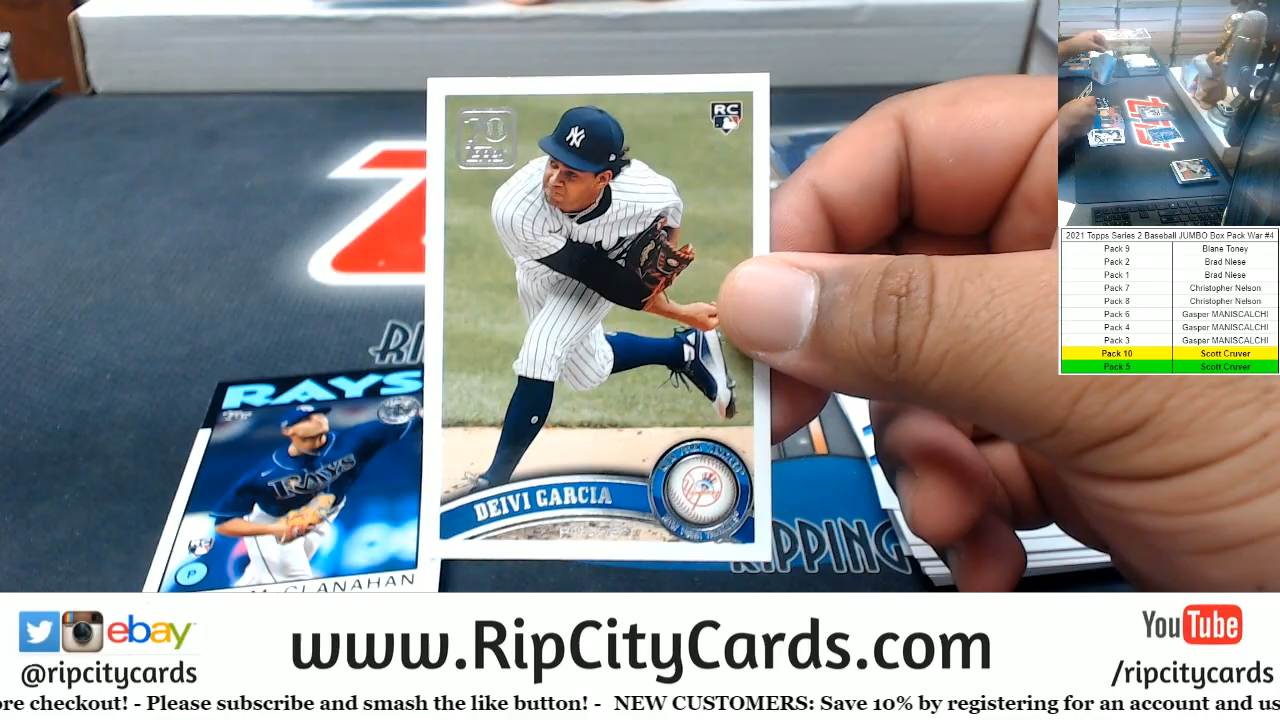 RC
70
NY
DEIVI GARCIA
RAYS
RAYS
P
McCLANAHAN
RIPPING
2021 Topps Series 2 Baseball JUMBO Box Pack War #4
Pack 9 Blane Toney
Pack 2 Brad Niese
Pack 1 Brad Niese
Pack 7 Christopher Nelson
Pack 8 Christopher Nelson
Pack 6 Gasper MANISCALCHI
Pack 4 Gasper MANISCALCHI
Pack 3 Gasper MANISCALCHI
Pack 10 Scott Cruver
Pack 5 Scott Cruver
ebay
@ripcitycards
www.RipCityCards.com
YouTube
/ripcitycards
ore checkout! - Please subscribe and smash the like button! - NEW CUSTOMERS: Save 10% by registering for an account and us